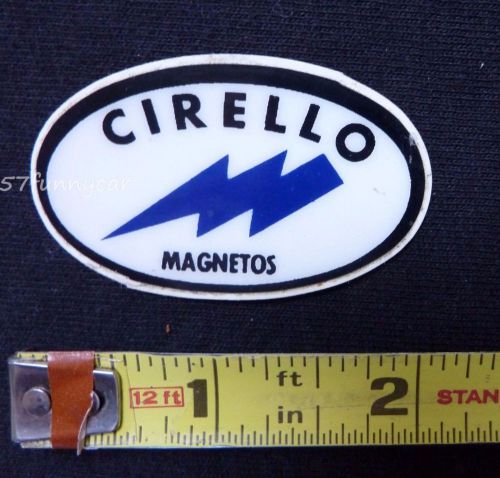 CIRELLO
57funnycar
MAGNETOS
12 ft 1 ft in 2 STAN